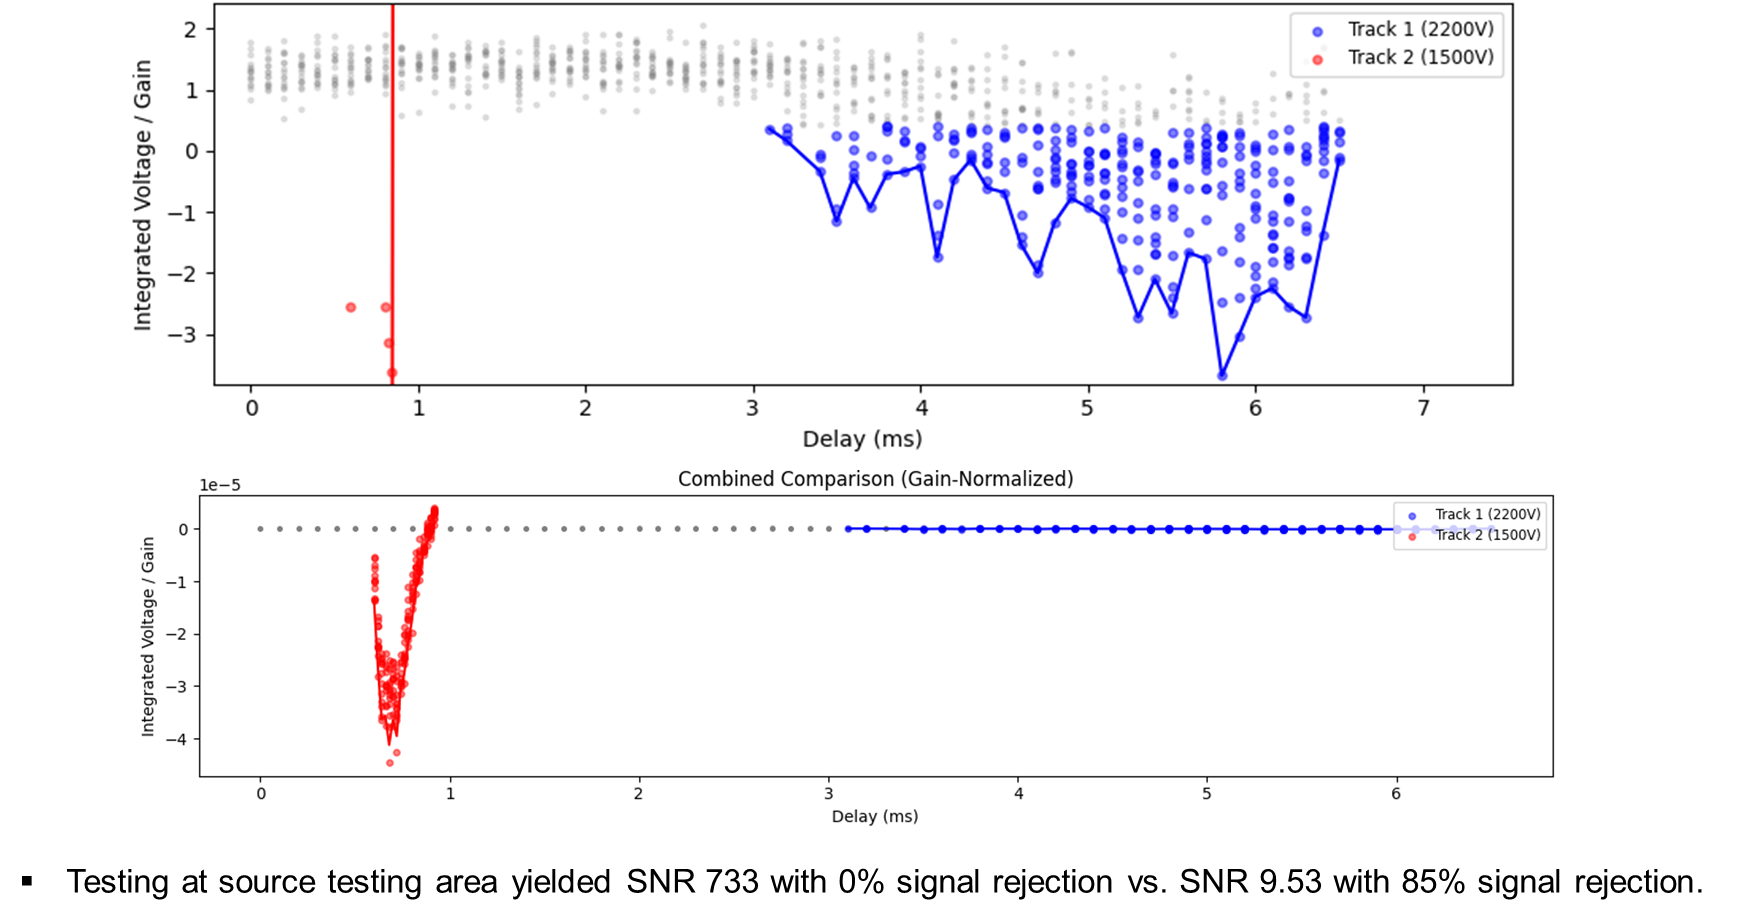 2
1
0
−1
−2
−3
Integrated Voltage / Gain
Track 1 (2200V)
Track 2 (1500V)
0 1 2 3 4 5 6 7
Delay (ms)
Combined Comparison (Gain-Normalized)
1e−5
0
−1
−2
−3
−4
Integrated Voltage / Gain
Track 1 (2200V)
Track 2 (1500V)
0 1 2 3 4 5 6
Delay (ms)
▪ Testing at source testing area yielded SNR 733 with 0% signal rejection vs. SNR 9.53 with 85% signal rejection.